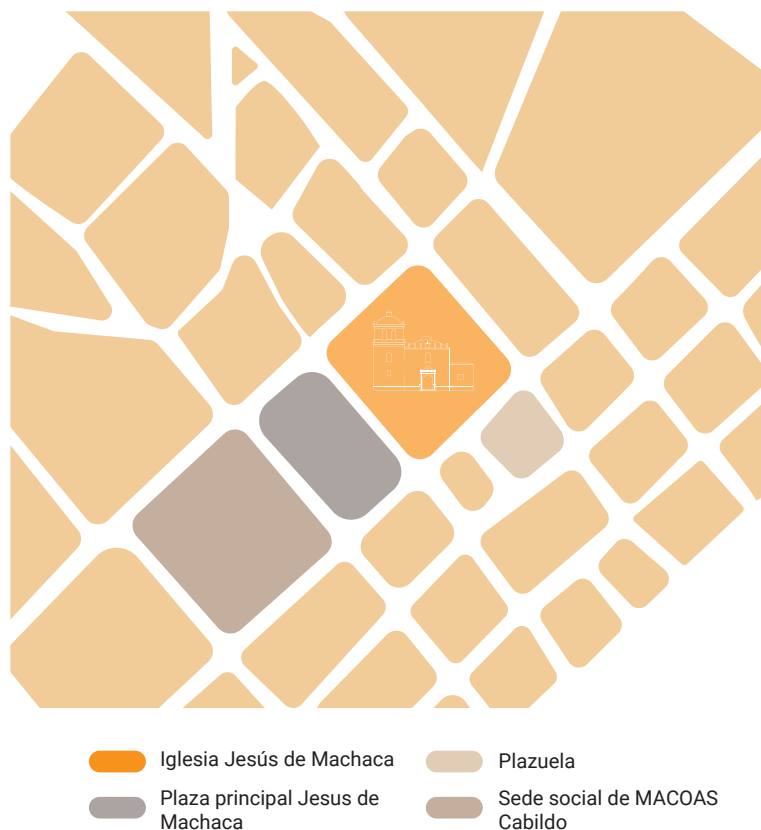 Iglesia Jesús de Machaca
Plaza principal Jesus de
Machaca
Plazuela
Sede social de MACOAS
Cabildo